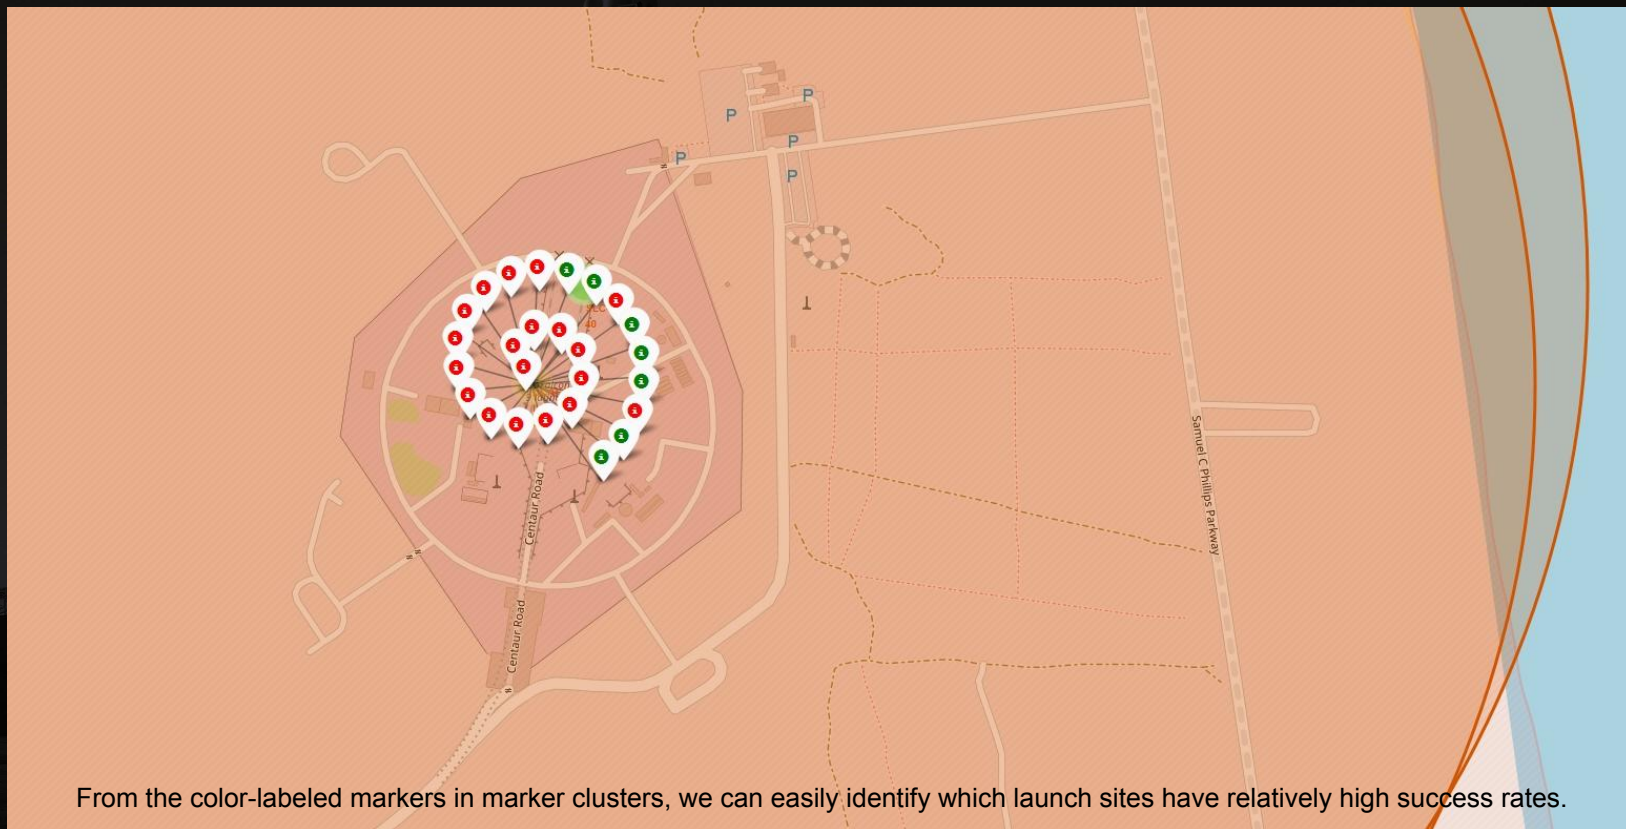 P
P
P
P
P
40
Centaur Road
Samuel C Phillips Parkway
Centaur Road
From the color-labeled markers in marker clusters, we can easily identify which launch sites have relatively high success rates.